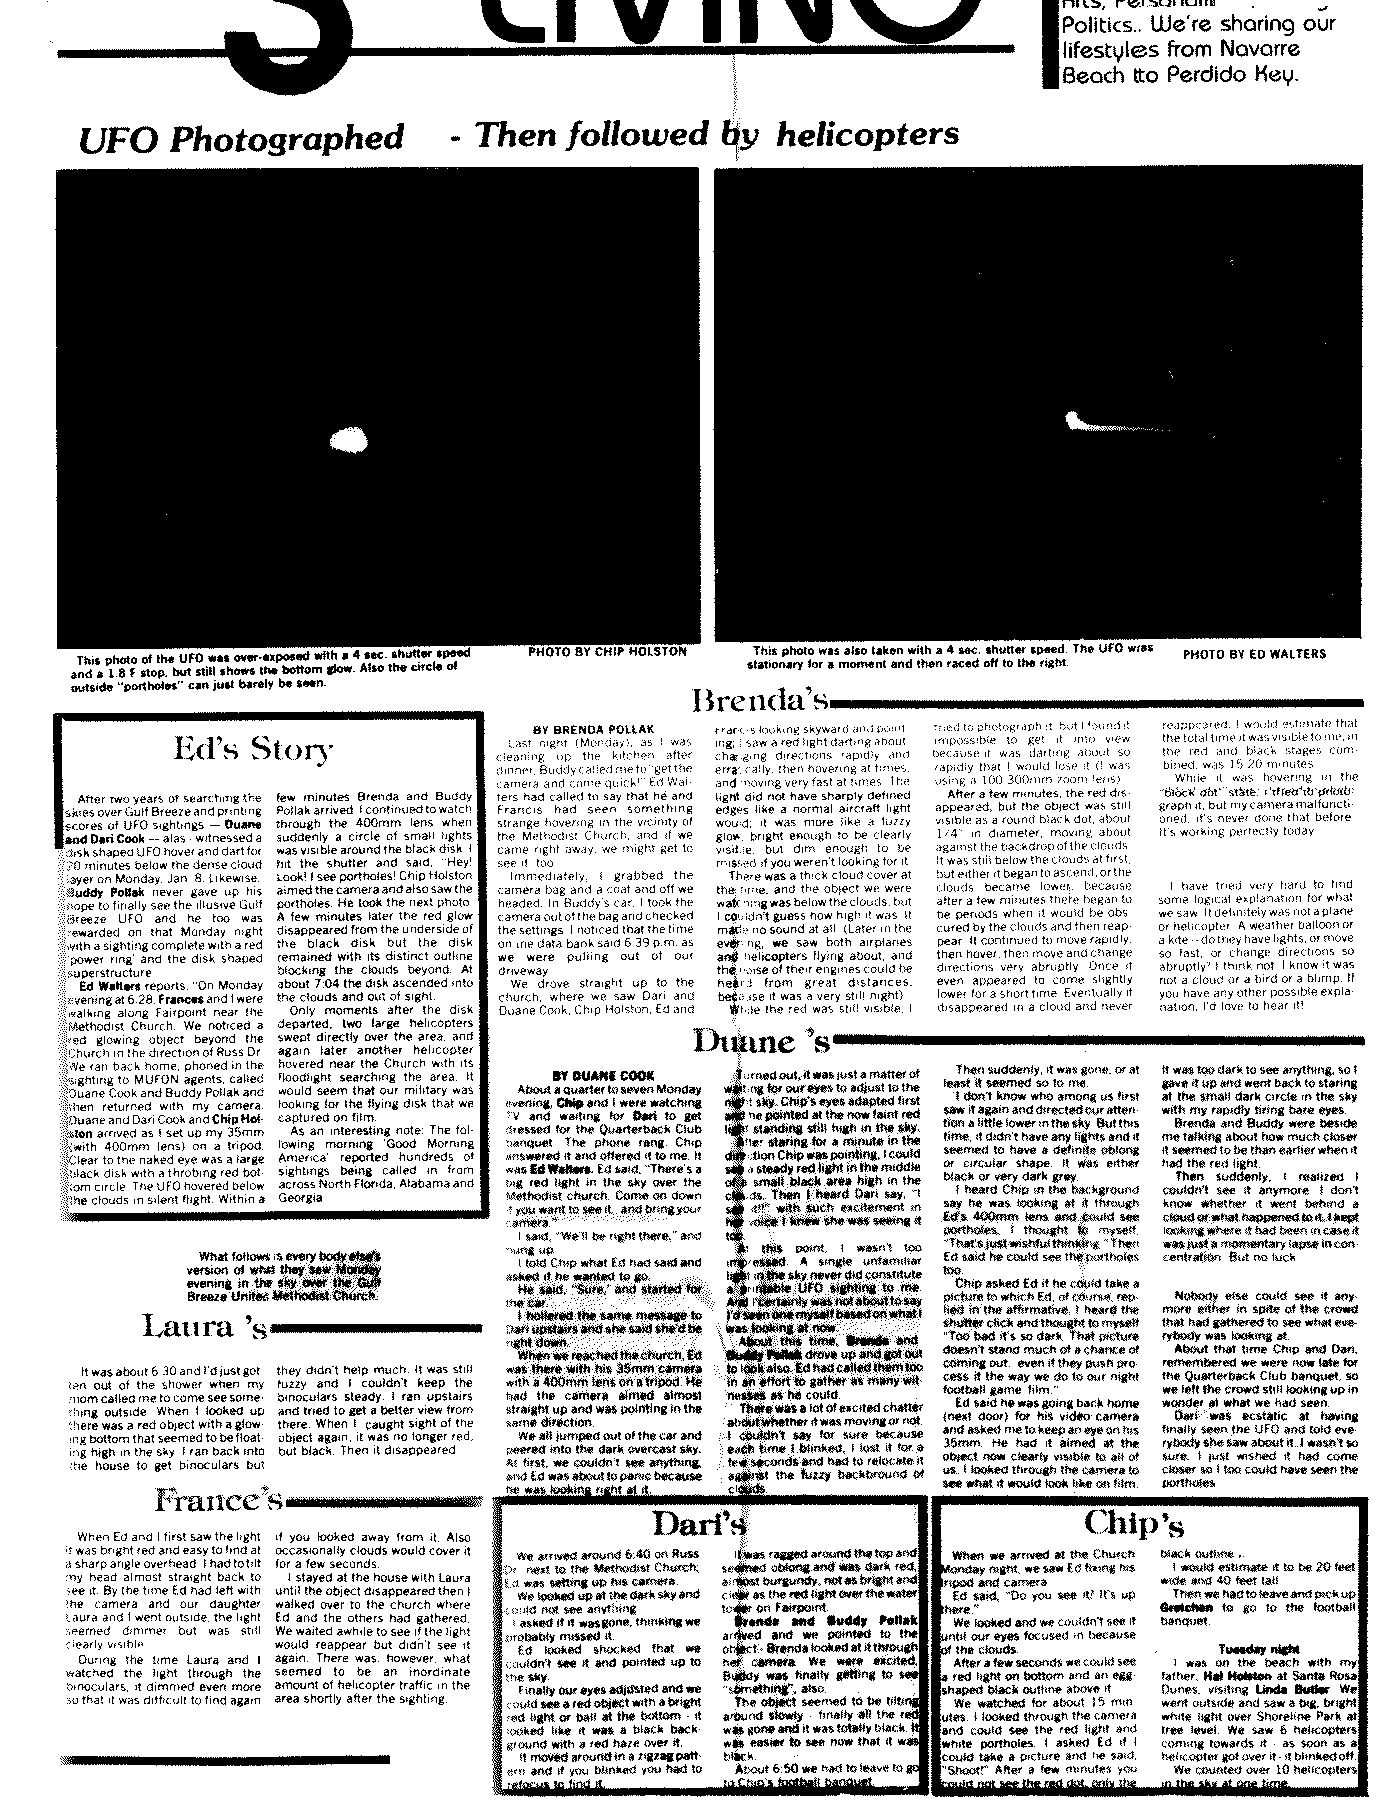 LIVING
Politics.. We're sharing our
lifestyles from Navarre
Beach tto Perdido Key.
UFO Photographed - Then followed by helicopters
This photo of the UFO was over-exposed with a 4 sec. shutter speed
and a 1.8 F stop, but still shows the bottom glow. Also the circle of
outside "portholes" can just barely be seen.
PHOTO BY CHIP HOLSTON
This photo was also taken with a 4 sec. shutter speed. The UFO was
stationary for a moment and then raced off to the right.
PHOTO BY ED WALTERS
Ed's Story
After two years of searching the
skies over Gulf Breeze and printing
scores of UFO sightings — Duane
and Dari Cook — alas - witnessed a
disk shaped UFO hover and dart for
20 minutes below the dense cloud
layer on Monday, Jan. 8. Likewise,
Buddy Pollak never gave up his
hope to finally see the illusive Gulf
Breeze UFO and he too was
rewarded on that Monday night
with a sighting complete with a red
'power ring' and the disk shaped
superstructure
Ed Walters reports. "On Monday
evening at 6:28, Frances and I were
walking along Fairpoint near the
Methodist Church. We noticed a
red glowing object beyond the
Church in the direction of Russ Dr.
We ran back home, phoned in the
sighting to MUFON agents, called
Duane Cook and Buddy Pollak and
then returned with my camera.
Duane and Dari Cook and Chip Hol-
ston arrived as I set up my 35mm
(with 400mm lens) on a tripod.
Clear to the naked eye was a large
black disk with a throbing red bot-
tom circle. The UFO hovered below
the clouds in silent flight. Within a
few minutes Brenda and Buddy
Pollak arrived I continued to watch
through the 400mm lens when
suddenly a circle of small lights
was visible around the black disk I
hit the shutter and said, "Hey!
Look! I see portholes! Chip Holston
aimed the camera and also saw the
portholes. He took the next photo.
A few minutes later the red glow
disappeared from the underside of
the black disk but the disk
remained with its distinct outline
blocking the clouds beyond. At
about 7:04 the disk ascended into
the clouds and out of sight.
Only moments after the disk
departed, two large helicopters
swept directly over the area, and
again later another helicopter
hovered near the Church with its
floodlight searching the area. It
would seem that our military was
looking for the flying disk that we
captured on film.
As an interesting note: The fol-
lowing morning 'Good Morning
America' reported hundreds of
sightings being called in from
across North Florida, Alabama and
Georgia
What follows is every body else's
version of what they saw Monday
evening in the sky over the Gulf
Breeze United Methodist Church.
Laura 's
It was about 6:30 and I'd just got-
ten out of the shower when my
mom called me to come see some-
thing outside. When I looked up
there was a red object with a glow-
ing bottom that seemed to be float-
ing high in the sky I ran back into
the house to get binoculars but
they didn't help much. It was still
fuzzy and I couldn't keep the
binoculars steady. I ran upstairs
and tried to get a better view from
there. When I caught sight of the
object again, it was no longer red,
but black. Then it disappeared
France's
When Ed and I first saw the light
it was bright red and easy to find at
a sharp angle overhead I had to tilt
my head almost straight back to
see it. By the time Ed had left with
the camera and our daughter
Laura and I went outside, the light
seemed dimmer but was still
clearly visible
During the time Laura and I
watched the light through the
binoculars, it dimmed even more
so that it was difficult to find again
if you looked away from it. Also
occasionally clouds would cover it
for a few seconds.
I stayed at the house with Laura
until the object disappeared then I
walked over to the church where
Ed and the others had gathered.
We waited awhile to see if the light
would reappear but didn't see it
again. There was, however, what
seemed to be an inordinate
amount of helicopter traffic in the
area shortly after the sighting.
Brenda's
BY BRENDA POLLAK
Last night (Monday), as I was
cleaning up the kitchen after
dinner, Buddy called me to "get the
camera and come quick!" Ed Wal-
ters had called to say that he and
Francis had seen something
strange hovering in the vicinity of
the Methodist Church, and if we
came right away, we might get to
see it too
Immediately, I grabbed the
camera bag and a coat and off we
headed. In Buddy's car, I took the
camera out of the bag and checked
the settings I noticed that the time
on the data bank said 6:39 p.m. as
we were pulling out of our
driveway
We drove straight up to the
church, where we saw Dari and
Duane Cook, Chip Holston, Ed and
Francis looking skyward and point
ing; I saw a red light darting about
changing directions rapidly and
erratically, then hovering at times,
and moving very fast at times. The
light did not have sharply defined
edges like a normal aircraft light
would; it was more like a fuzzy
glow, bright enough to be clearly
visible, but dim enough to be
missed if you weren't looking for it
There was a thick cloud cover at
the time, and the object we were
watching was below the clouds, but
I couldn't guess how high it was. It
made no sound at all. (Later in the
evening, we saw both airplanes
and helicopters flying about, and
the noise of their engines could be
heard from great distances,
because it was a very still night)
While the red was still visible, I
tried to photograph it, but I found it
impossible to get it into view
because it was darting about so
rapidly that I would lose it (I was
using a 100-300mm zoom lens)
After a few minutes, the red dis-
appeared, but the object was still
visible as a round black dot, about
1/4" in diameter, moving about
against the backdrop of the clouds
It was still below the clouds at first,
but either it began to ascend, or the
clouds became lower, because
after a few minutes there began to
be periods when it would be obs
cured by the clouds and then reap-
pear. It continued to move rapidly,
then hover, then move and change
directions very abruptly. Once it
even appeared to come slightly
lower for a short time. Eventually it
disappeared in a cloud and never
reappeared. I would estimate that
the total time it was visible to me, in
the red and black stages com-
bined, was 15-20 minutes
While it was hovering in the
"black dot" state, I tried to photo-
graph it, but my camera malfuncti-
oned, it's never done that before.
It's working perfectly today
I have tried very hard to find
some logical explanation for what
we saw. It definitely was not a plane
or helicopter. A weather balloon or
a kite -- do they have lights, or move
so fast, or change directions so
abruptly? I think not. I know it was
not a cloud or a bird or a blimp. If
you have any other possible expla-
nation, I'd love to hear it!
Duane 's
BY DUANE COOK
About a quarter to seven Monday
evening, Chip and I were watching
TV and waiting for Dari to get
dressed for the Quarterback Club
banquet. The phone rang. Chip
answered it and offered it to me. It
was Ed Walters. Ed said, "There's a
big red light in the sky over the
Methodist church. Come on down
if you want to see it, and bring your
camera."
I said, "We'll be right there," and
hung up.
I told Chip what Ed had said and
asked if he wanted to go.
He said, "Sure," and started for
the car.
I hollered the same message to
Dari upstairs and she said she'd be
right down.
When we reached the church, Ed
was there with his 35mm camera
with a 400mm lens on a tripod. He
had the camera aimed almost
straight up and was pointing in the
same direction.
We all jumped out of the car and
peered into the dark overcast sky.
At first, we couldn't see anything,
and Ed was about to panic because
he was looking right at it.
Turned out, it was just a matter of
waiting for our eyes to adjust to the
night sky. Chip's eyes adapted first
and he pointed at the now faint red
light standing still high in the sky.
After staring for a minute in the
direction Chip was pointing, I could
see a steady red light in the middle
of a small black area high in the
clouds. Then I heard Dari say, "I
see it!" with such excitement in
her voice I knew she was seeing it
too.
At this point, I wasn't too
impressed. A single unfamiliar
light in the sky never did constitute
a printable UFO sighting to me.
And I certainly was not about to say
I'd seen one myself based on what I
was looking at now.
About this time, Brenda and
Buddy Pollak drove up and got out
to look also. Ed had called them too
in an effort to gather as many wit-
nesses as he could.
There was a lot of excited chatter
about whether it was moving or not.
I couldn't say for sure because
each time I blinked, I lost it for a
few seconds and had to relocate it
against the fuzzy backbround of
clouds.
Then suddenly, it was gone, or at
least it seemed so to me.
I don't know who among us first
saw it again and directed our atten-
tion a little lower in the sky. But this
time, it didn't have any lights and it
seemed to have a definite oblong
or circular shape. It was either
black or very dark grey.
I heard Chip in the background
say he was looking at it through
Ed's 400mm lens and could see
portholes. I thought to myself,
"That's just wishful thinking." Then
Ed said he could see the portholes
too.
Chip asked Ed if he could take a
picture to which Ed, of course, rep-
lied in the affirmative. I heard the
shutter click and thought to myself
"Too bad it's so dark. That picture
doesn't stand much of a chance of
coming out, even if they push pro-
cess it the way we do to our night
football game film."
Ed said he was going back home
(next door) for his video camera
and asked me to keep an eye on his
35mm. He had it aimed at the
object now clearly visible to all of
us. I looked through the camera to
see what it would look like on film.
It was too dark to see anything, so I
gave it up and went back to staring
at the small dark circle in the sky
with my rapidly tiring bare eyes.
Brenda and Buddy were beside
me talking about how much closer
it seemed to be than earlier when it
had the red light.
Then suddenly, I realized I
couldn't see it anymore I don't
know whether it went behind a
cloud or what happened to it. I kept
looking where it had been in case it
was just a momentary lapse in con-
centration. But no luck
Nobody else could see it any-
more either in spite of the crowd
that had gathered to see what eve-
rybody was looking at.
About that time Chip and Dari,
remembered we were now late for
the Quarterback Club banquet, so
we left the crowd still looking up in
wonder at what we had seen.
Dari was ecstatic at having
finally seen the UFO and told eve-
rybody she saw about it. I wasn't so
sure. I just wished it had come
closer so I too could have seen the
portholes
Dari's
We arrived around 6:40 on Russ
Dr. next to the Methodist Church;
Ed was setting up his camera.
We looked up at the dark sky and
could not see anything
I asked if it was gone, thinking we
probably missed it.
Ed looked shocked that we
couldn't see it and pointed up to
the sky.
Finally our eyes adjusted and we
could see a red object with a bright
red light or ball at the bottom - it
looked like it was a black back-
ground with a red haze over it.
It moved around in a zigzag patt-
ern and if you blinked you had to
refocus to find it.
It was ragged around the top and
seemed oblong and was dark red,
almost burgundy, not as bright and
clear as the red light over the water
tower on Fairpoint.
Brenda and Buddy Pollak
arrived and we pointed to the
object - Brenda looked at it through
her camera. We were excited,
Buddy was finally getting to see
"something", also.
The object seemed to be tilting
around slowly - finally all the red
was gone and it was totally black. It
was easier to see now that it was
black.
About 6:50 we had to leave to go
to Chip's football banquet.
Chip's
When we arrived at the Church
Monday night, we saw Ed fixing his
tripod and camera
Ed said, "Do you see it? It's up
there."
We looked and we couldn't see it
until our eyes focused in because
of the clouds.
After a few seconds we could see
a red light on bottom and an egg-
shaped black outline above it
We watched for about 15 min
utes. I looked through the camera
and could see the red light and
white portholes. I asked Ed if I
could take a picture and he said,
"Shoot!" After a few minutes you
could not see the red dot, only the
black outline..
I would estimate it to be 20 feet
wide and 40 feet tall
Then we had to leave and pick up
Gretchen to go to the football
banquet.
Tuesday night
I was on the beach with my
father, Hal Holston at Santa Rosa
Dunes, visiting Linda Butler We
went outside and saw a big, bright
white light over Shoreline Park at
tree level. We saw 6 helicopters
coming towards it - as soon as a
helicopter got over it - it blinked off.
We counted over 10 helicopters
in the sky at one time.